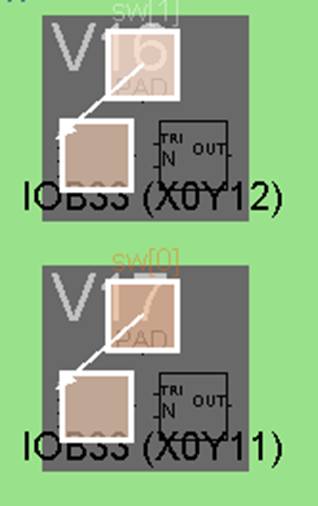 sw[1]
V16
PAD
TRI
N OUT
IOB33 (X0Y12)
sw[0]
V17
PAD
TRI
N OUT
IOB33 (X0Y11)